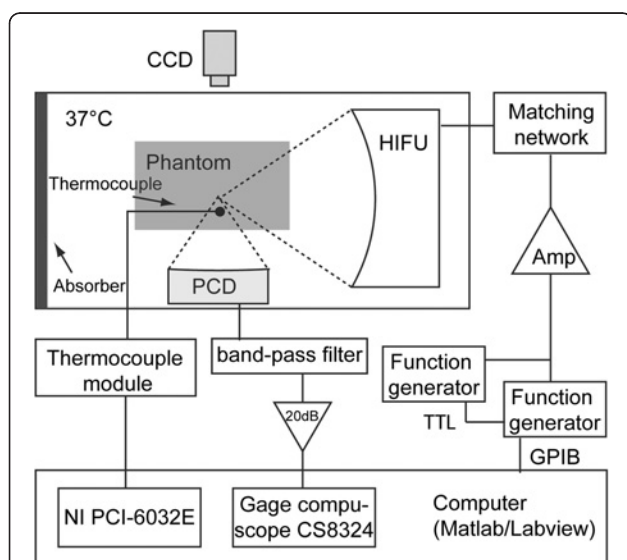 CCD
37°C
HIFU
Matching
network
Phantom
Thermocouple
Amp
Absorber
PCD
Thermocouple
module
band-pass filter
Function
generator
Function
generator
20dB
TTL
GPIB
NI PCI-6032E
Gage compu-
scope CS8324
Computer
(Matlab/Labview)